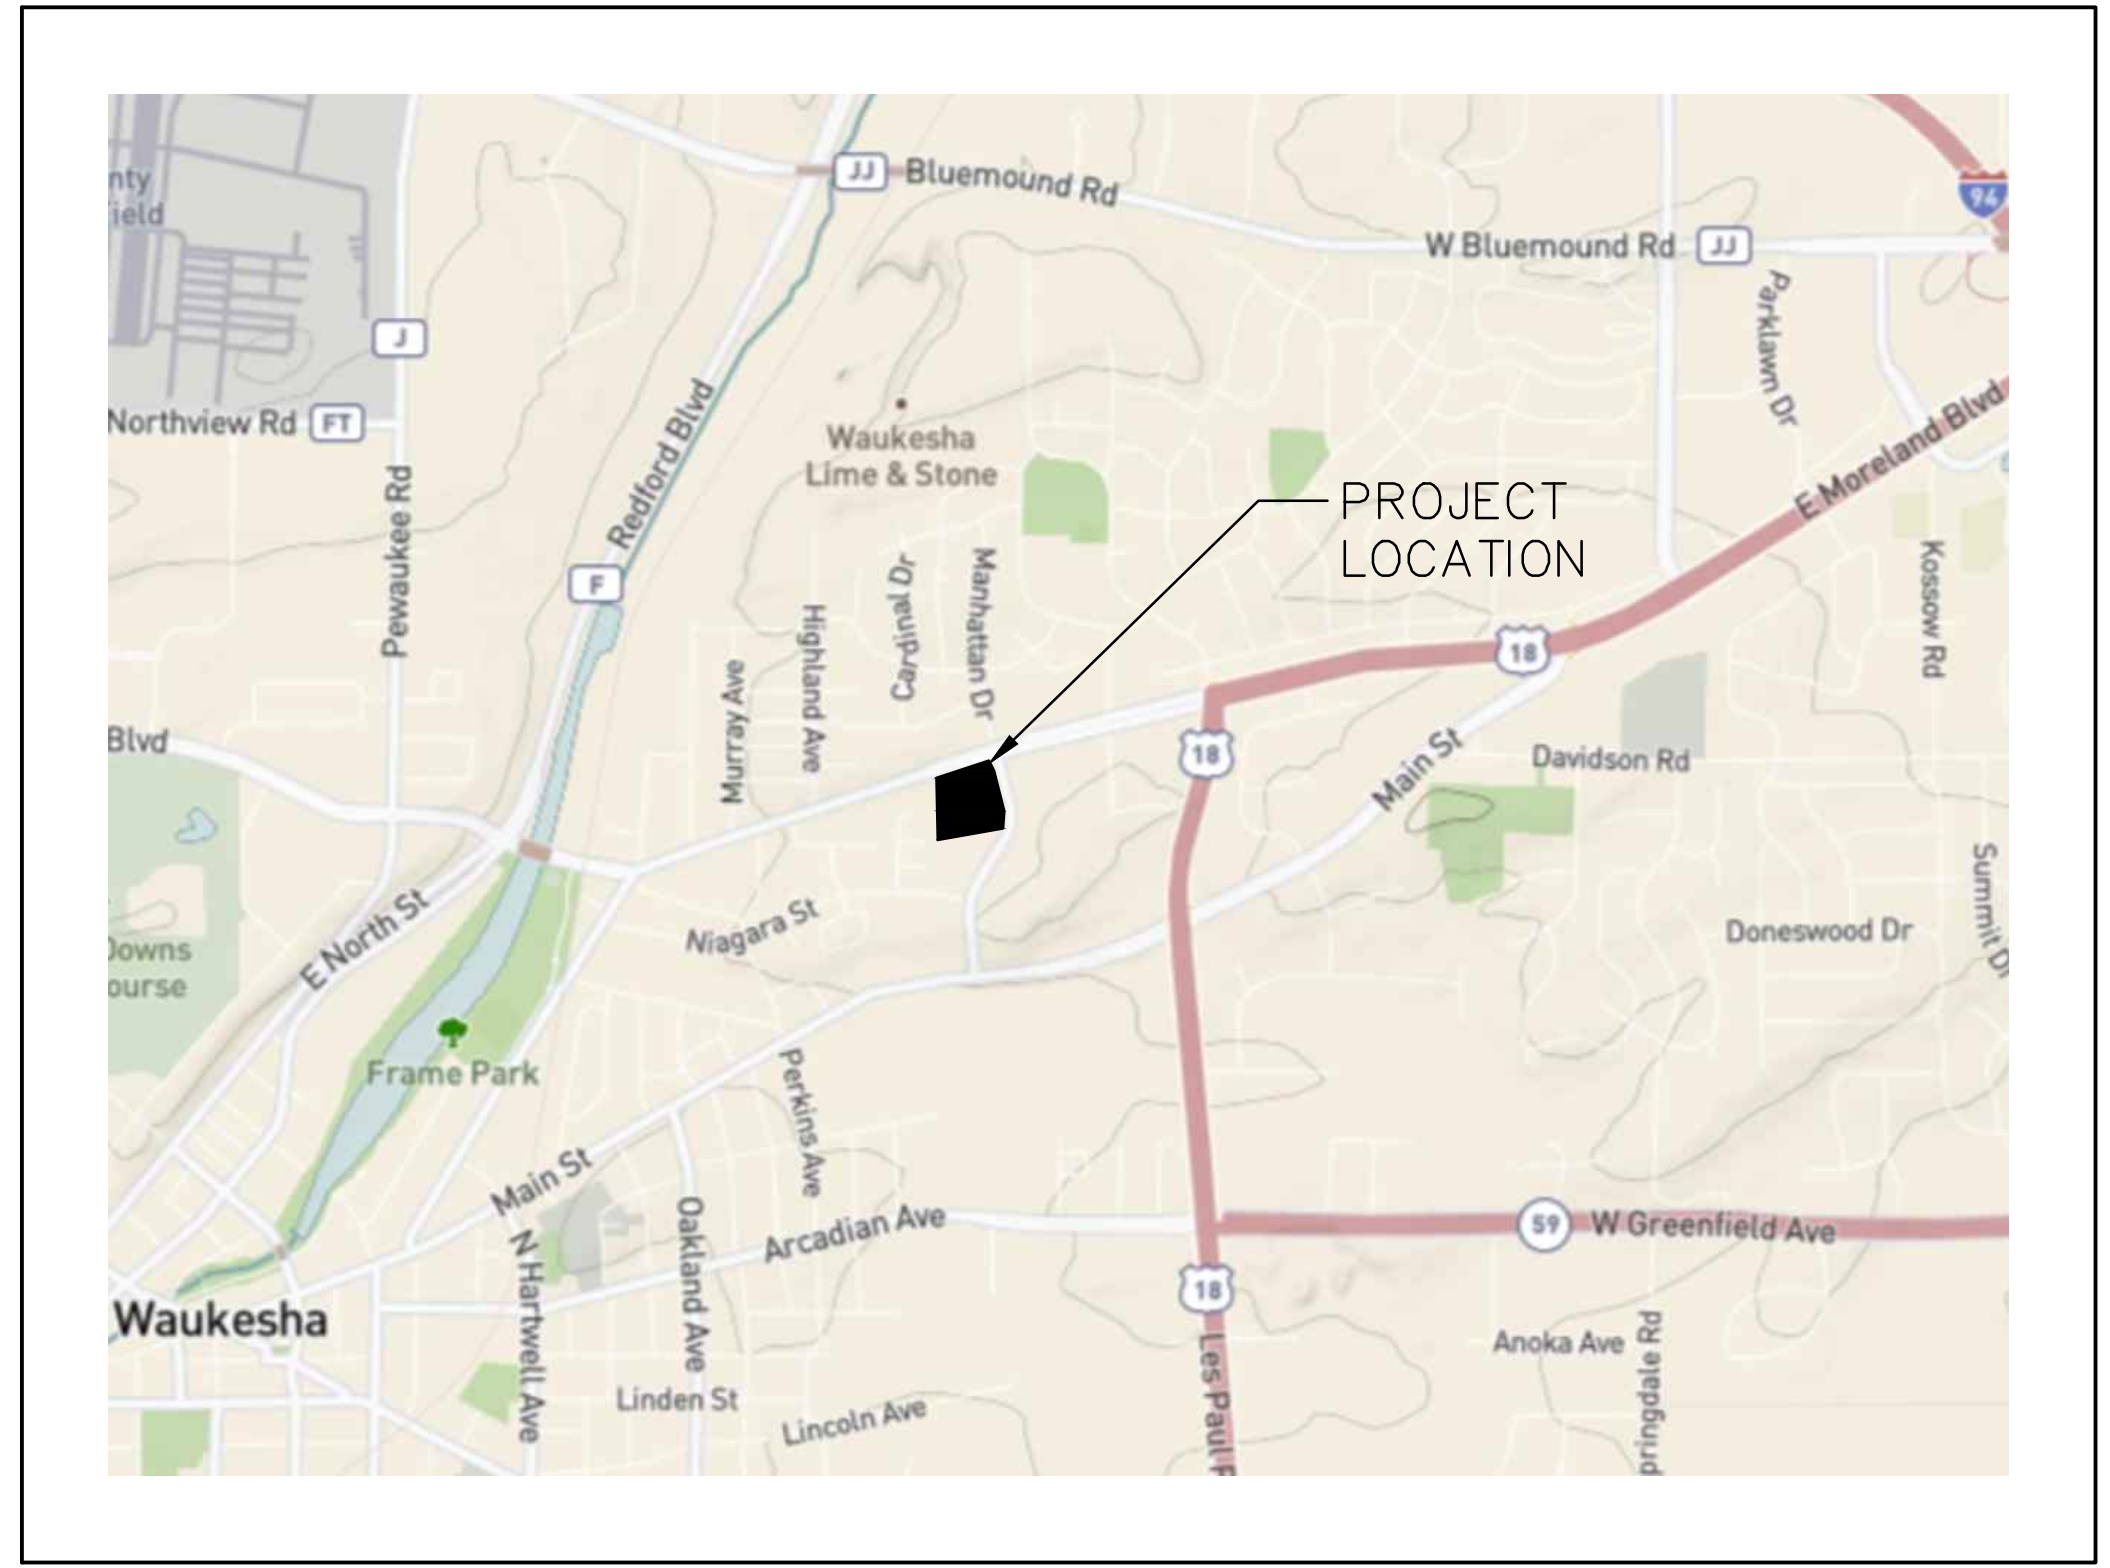 JJ
Bluemound Rd
94
nty
ield
W Bluemound Rd
JJ
Parklawn Dr
J
Northview Rd
FT
Redford Blvd
Waukesha
Lime & Stone
E Moreland Blvd
Pewaukee Rd
PROJECT
LOCATION
F
Cardinal Dr
Manhattan Dr
Kossow Rd
Highland Ave
Murray Ave
18
Blvd
18
Main St
Davidson Rd
E North St
Niagara St
Summit Dr
Doneswood Dr
Downs
ourse
Frame Park
Perkins Ave
Main St
Oakland Ave
Arcadian Ave
59
W Greenfield Ave
N Hartwell Ave
18
Waukesha
Les Paul P
Anoka Ave
pringdale Rd
Linden St
Lincoln Ave